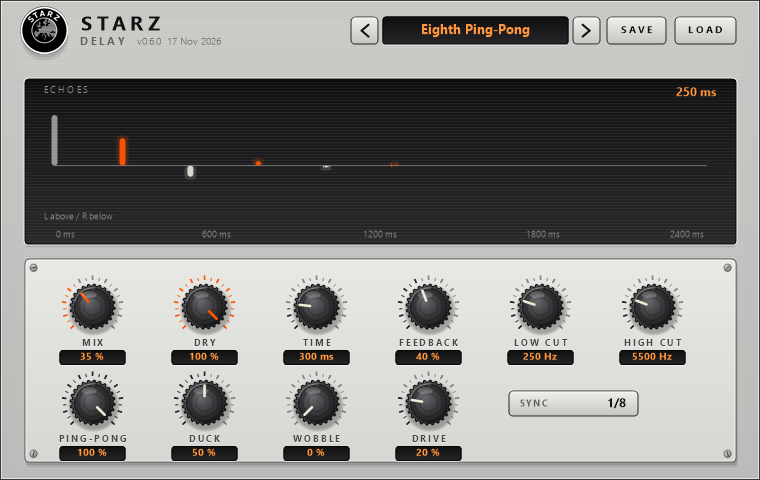 STARZ
STARZ
DELAY v0.6.0 17 Nov 2026
Eighth Ping-Pong
SAVE
LOAD
ECHOES
250 ms
L above / R below
0 ms 600 ms 1200 ms 1800 ms 2400 ms
MIX DRY TIME FEEDBACK LOW CUT HIGH CUT
35 % 100 % 300 ms 40 % 250 Hz 5500 Hz
SYNC 1/8
PING-PONG DUCK WOBBLE DRIVE
100 % 50 % 0 % 20 %